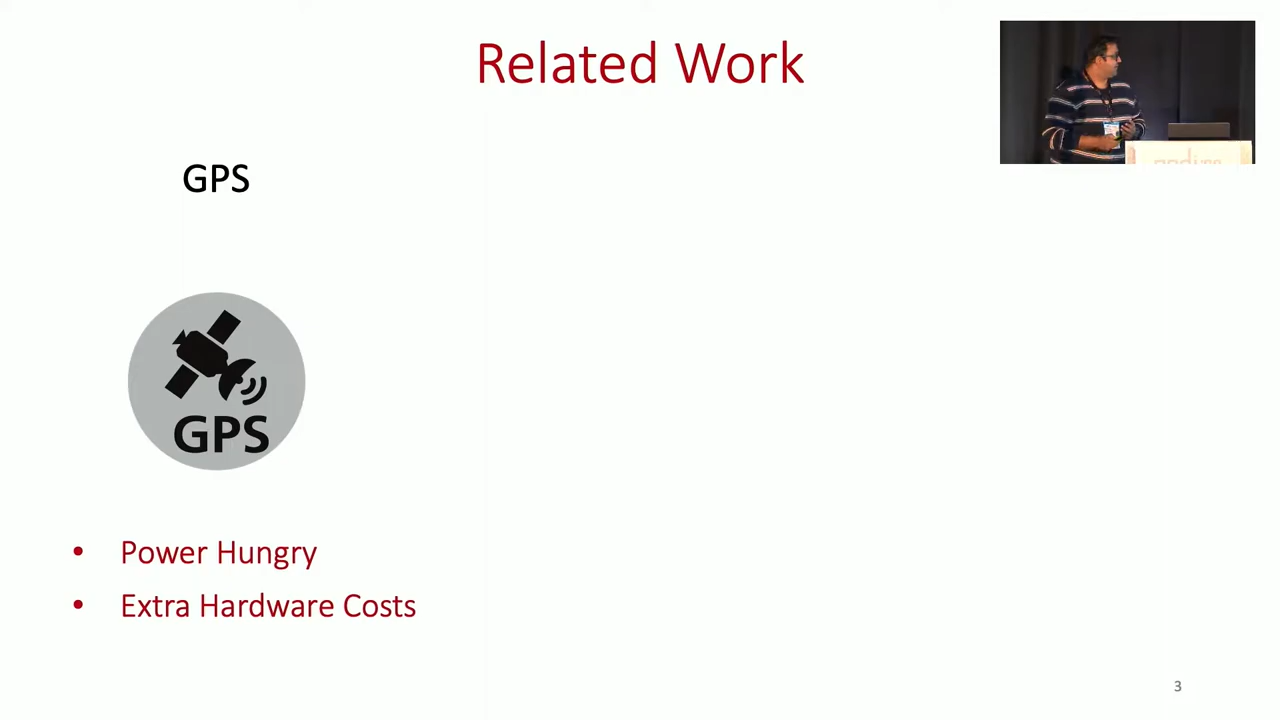 Related Work
GPS
GPS
• Power Hungry
• Extra Hardware Costs
3